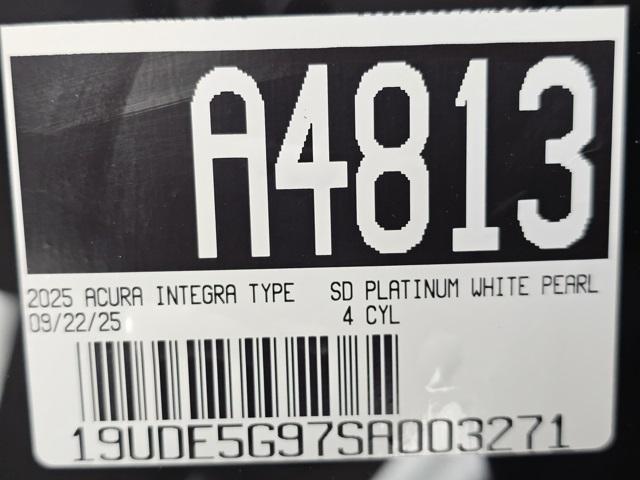 A4813
2025 ACURA INTEGRA TYPE SD PLATINUM WHITE PEARL
09/22/25 4 CYL
19UDE5G97SA003271